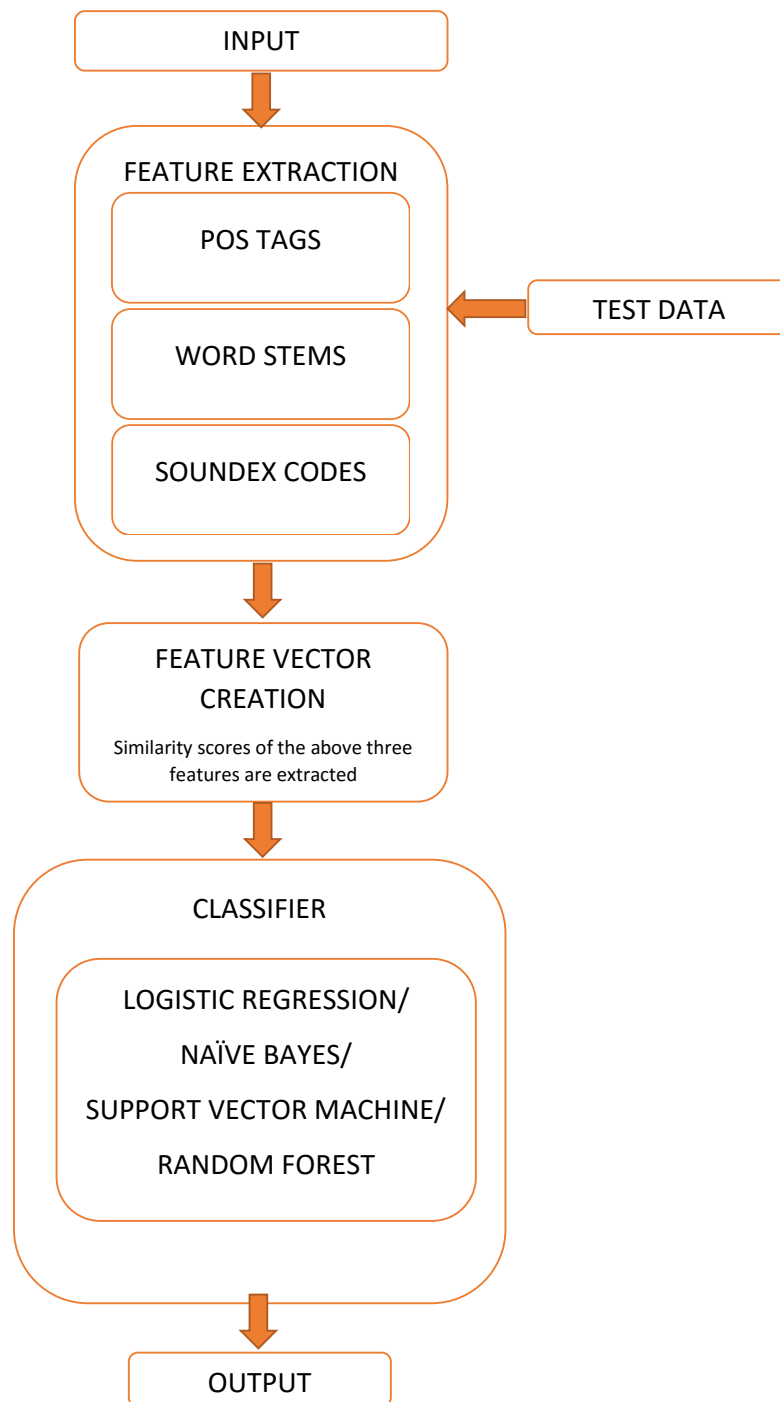 INPUT
FEATURE EXTRACTION
POS TAGS
WORD STEMS
SOUNDEX CODES
TEST DATA
FEATURE VECTOR
CREATION
Similarity scores of the above three
features are extracted
CLASSIFIER
LOGISTIC REGRESSION/
NAÏVE BAYES/
SUPPORT VECTOR MACHINE/
RANDOM FOREST
OUTPUT